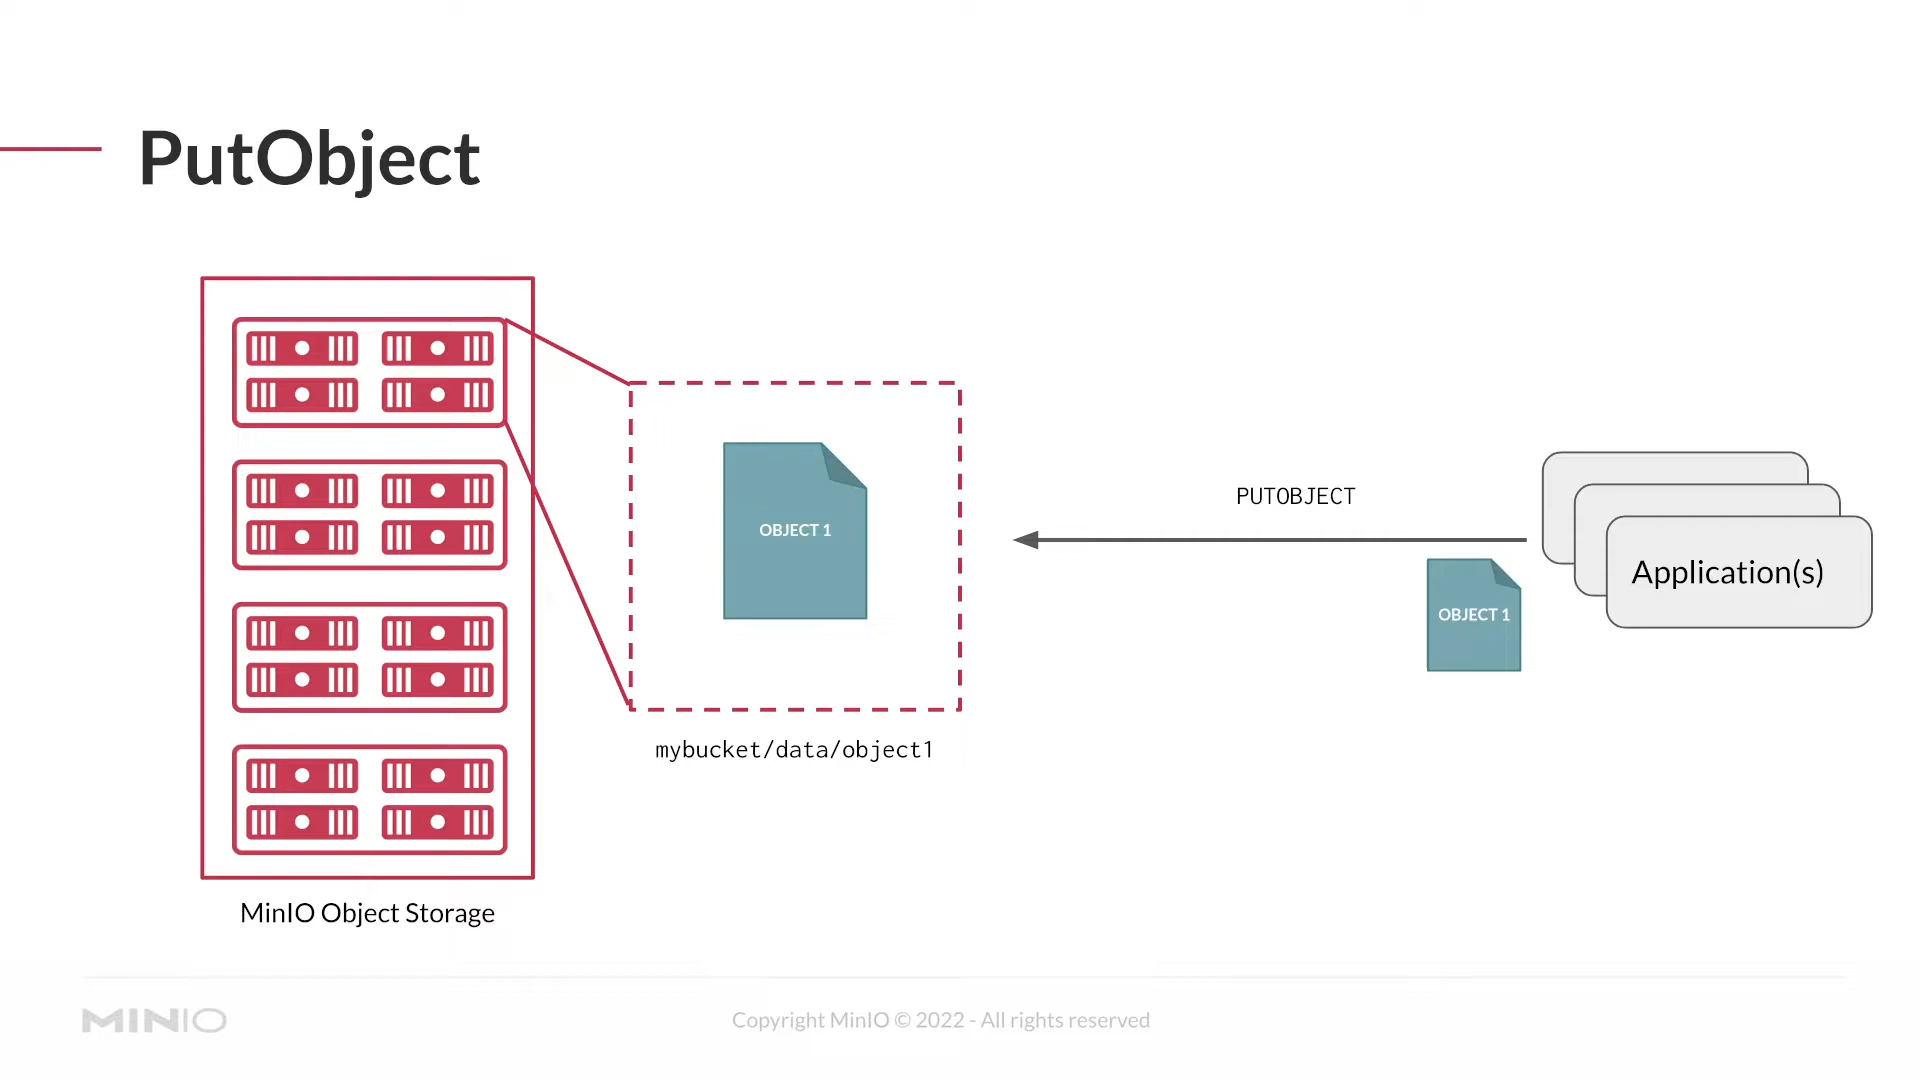 PutObject
OBJECT 1
PUTOBJECT
OBJECT 1
Application(s)
mybucket/data/object1
MinIO Object Storage
MINIO
Copyright MinIO © 2022 - All rights reserved